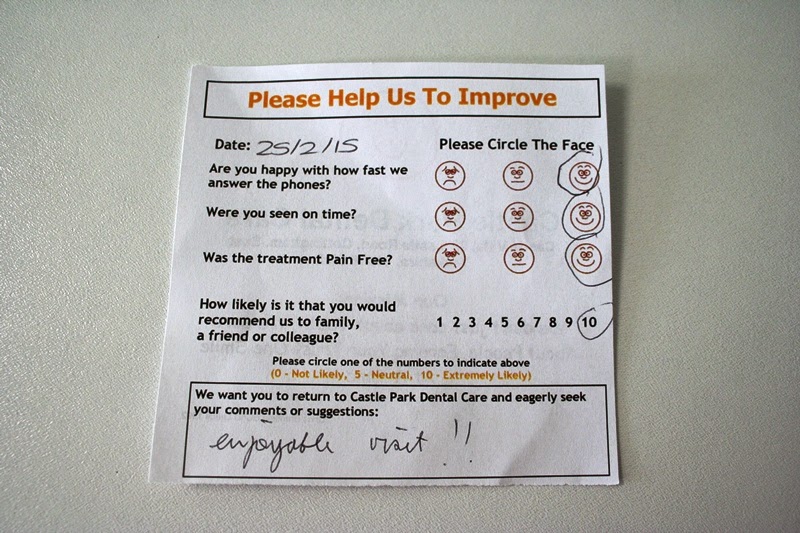 Please Help Us To Improve
Date: 25/2/15 Please Circle The Face
Are you happy with how fast we
answer the phones?
Were you seen on time?
Was the treatment Pain Free?
How likely is it that you would
recommend us to family,
a friend or colleague?
1 2 3 4 5 6 7 8 9 10
Please circle one of the numbers to indicate above
(0 - Not Likely, 5 - Neutral, 10 - Extremely Likely)
We want you to return to Castle Park Dental Care and eagerly seek
your comments or suggestions:
enjoyable visit !!